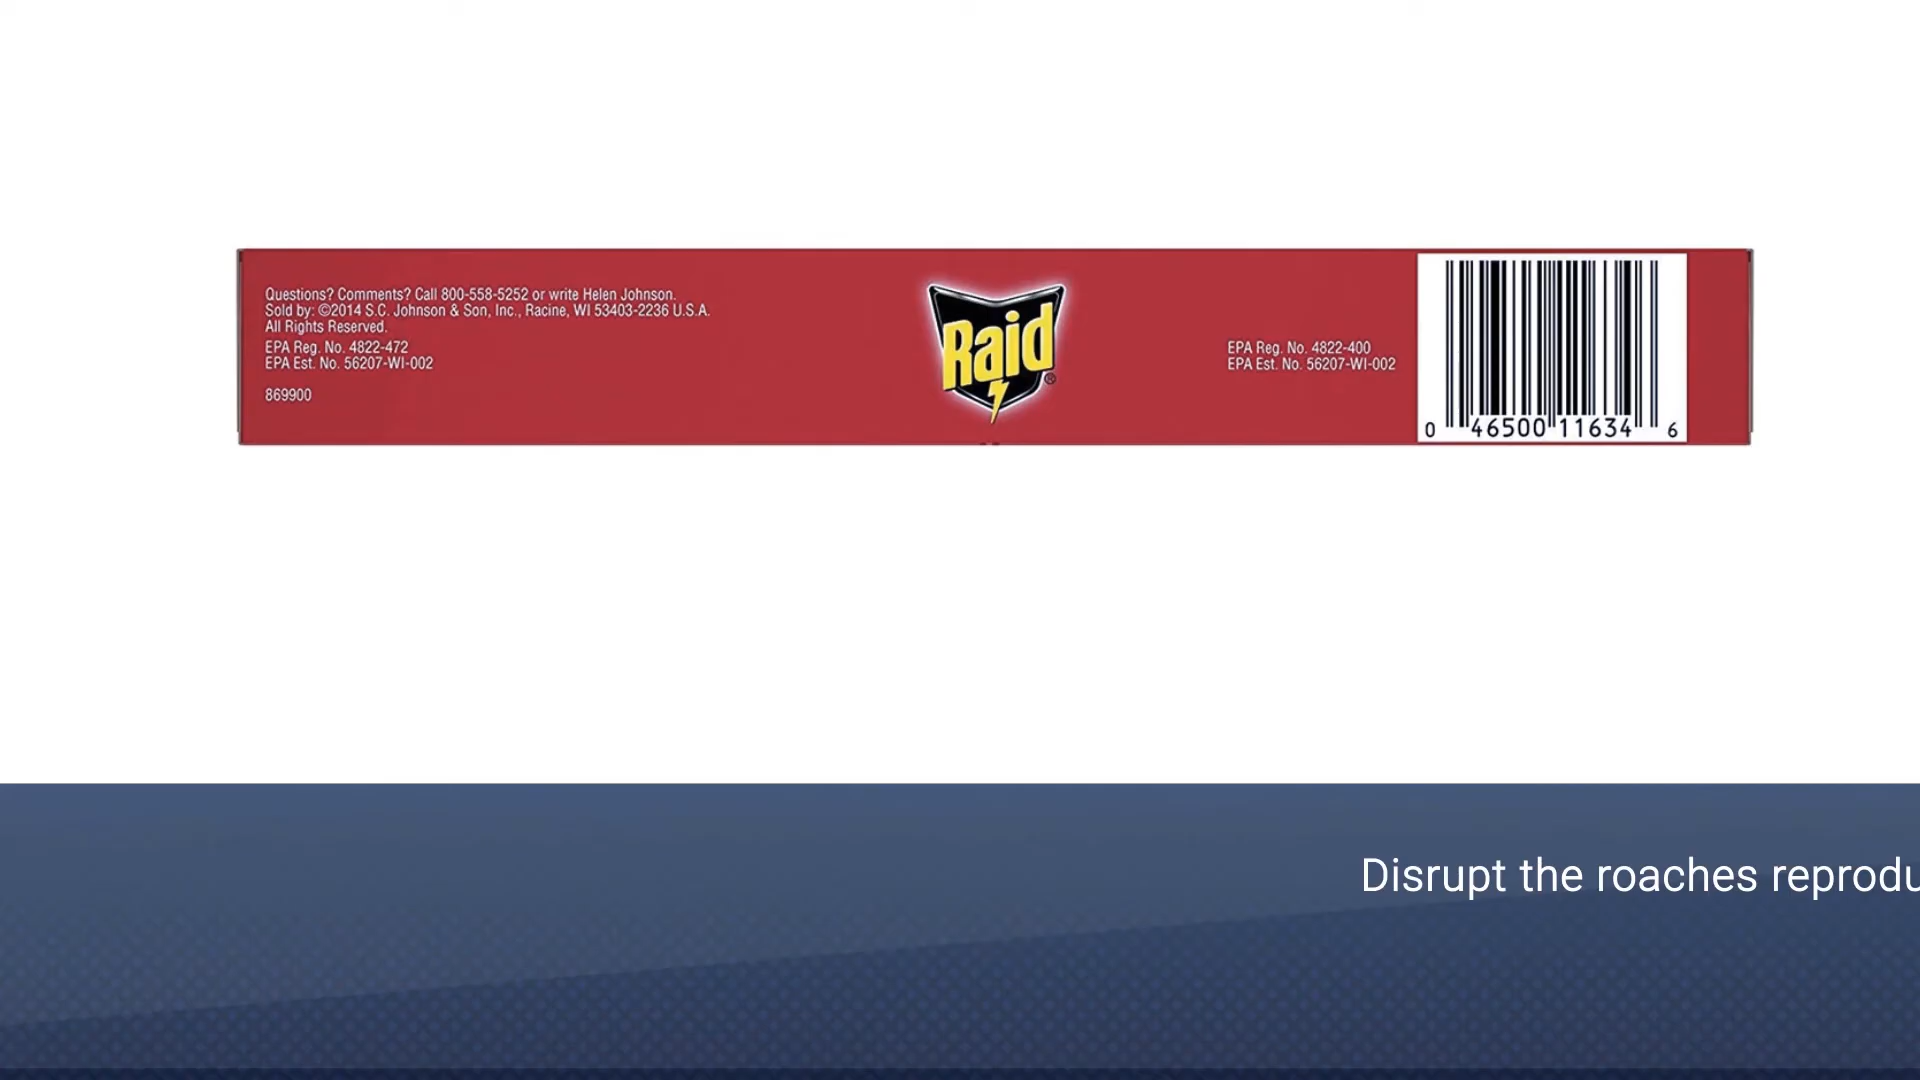 Questions? Comments? Call 800-558-5252 or write Helen Johnson.
Sold by: ©2014 S.C. Johnson & Son, Inc., Racine, WI 53403-2236 U.S.A.
All Rights Reserved.
EPA Reg. No. 4822-472
EPA Est. No. 56207-WI-002
869900
Raid®
EPA Reg. No. 4822-400
EPA Est. No. 56207-WI-002
0 46500 11634 6
Disrupt the roaches reprodu